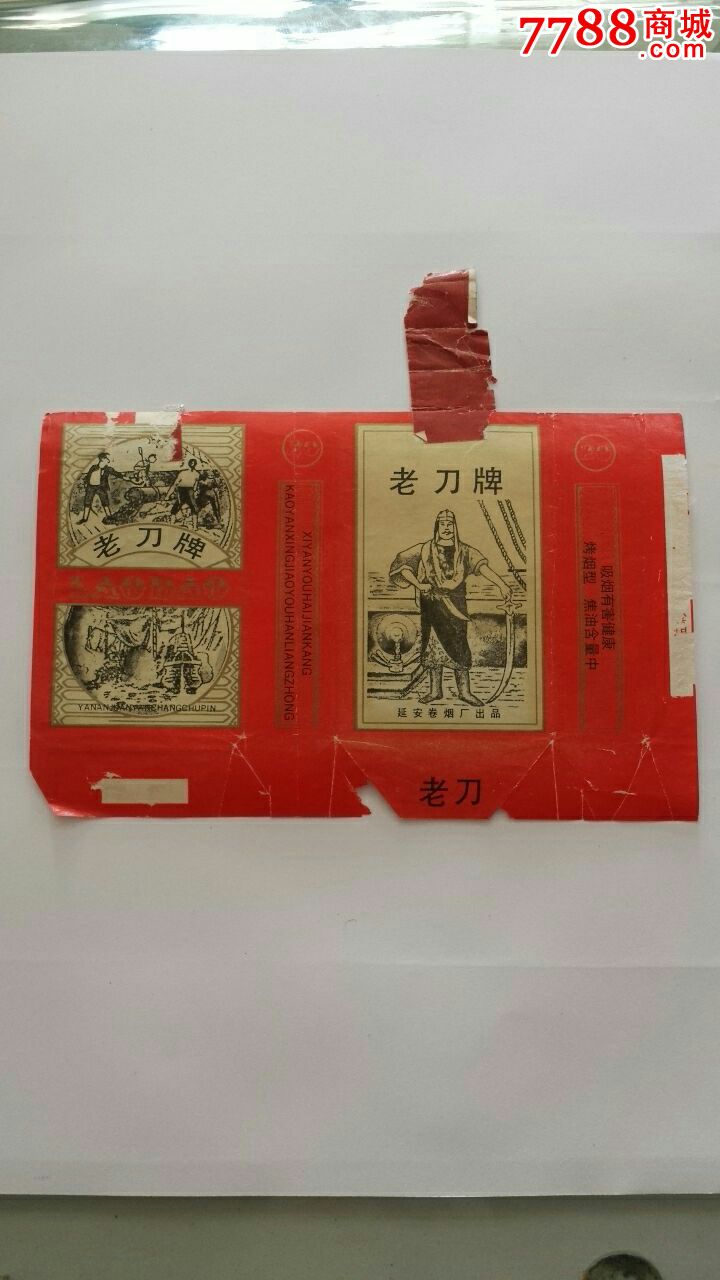 7788商城
.com
老刀牌
YANANJUANYANCHANGCHUPIN
XIYANYOUHAIJIANKANG
KAOYANXINGJIAOYOUHANLIANGZHONG
老刀牌
延安卷烟厂出品
老刀
吸烟有害健康
烤烟型 焦油含量中